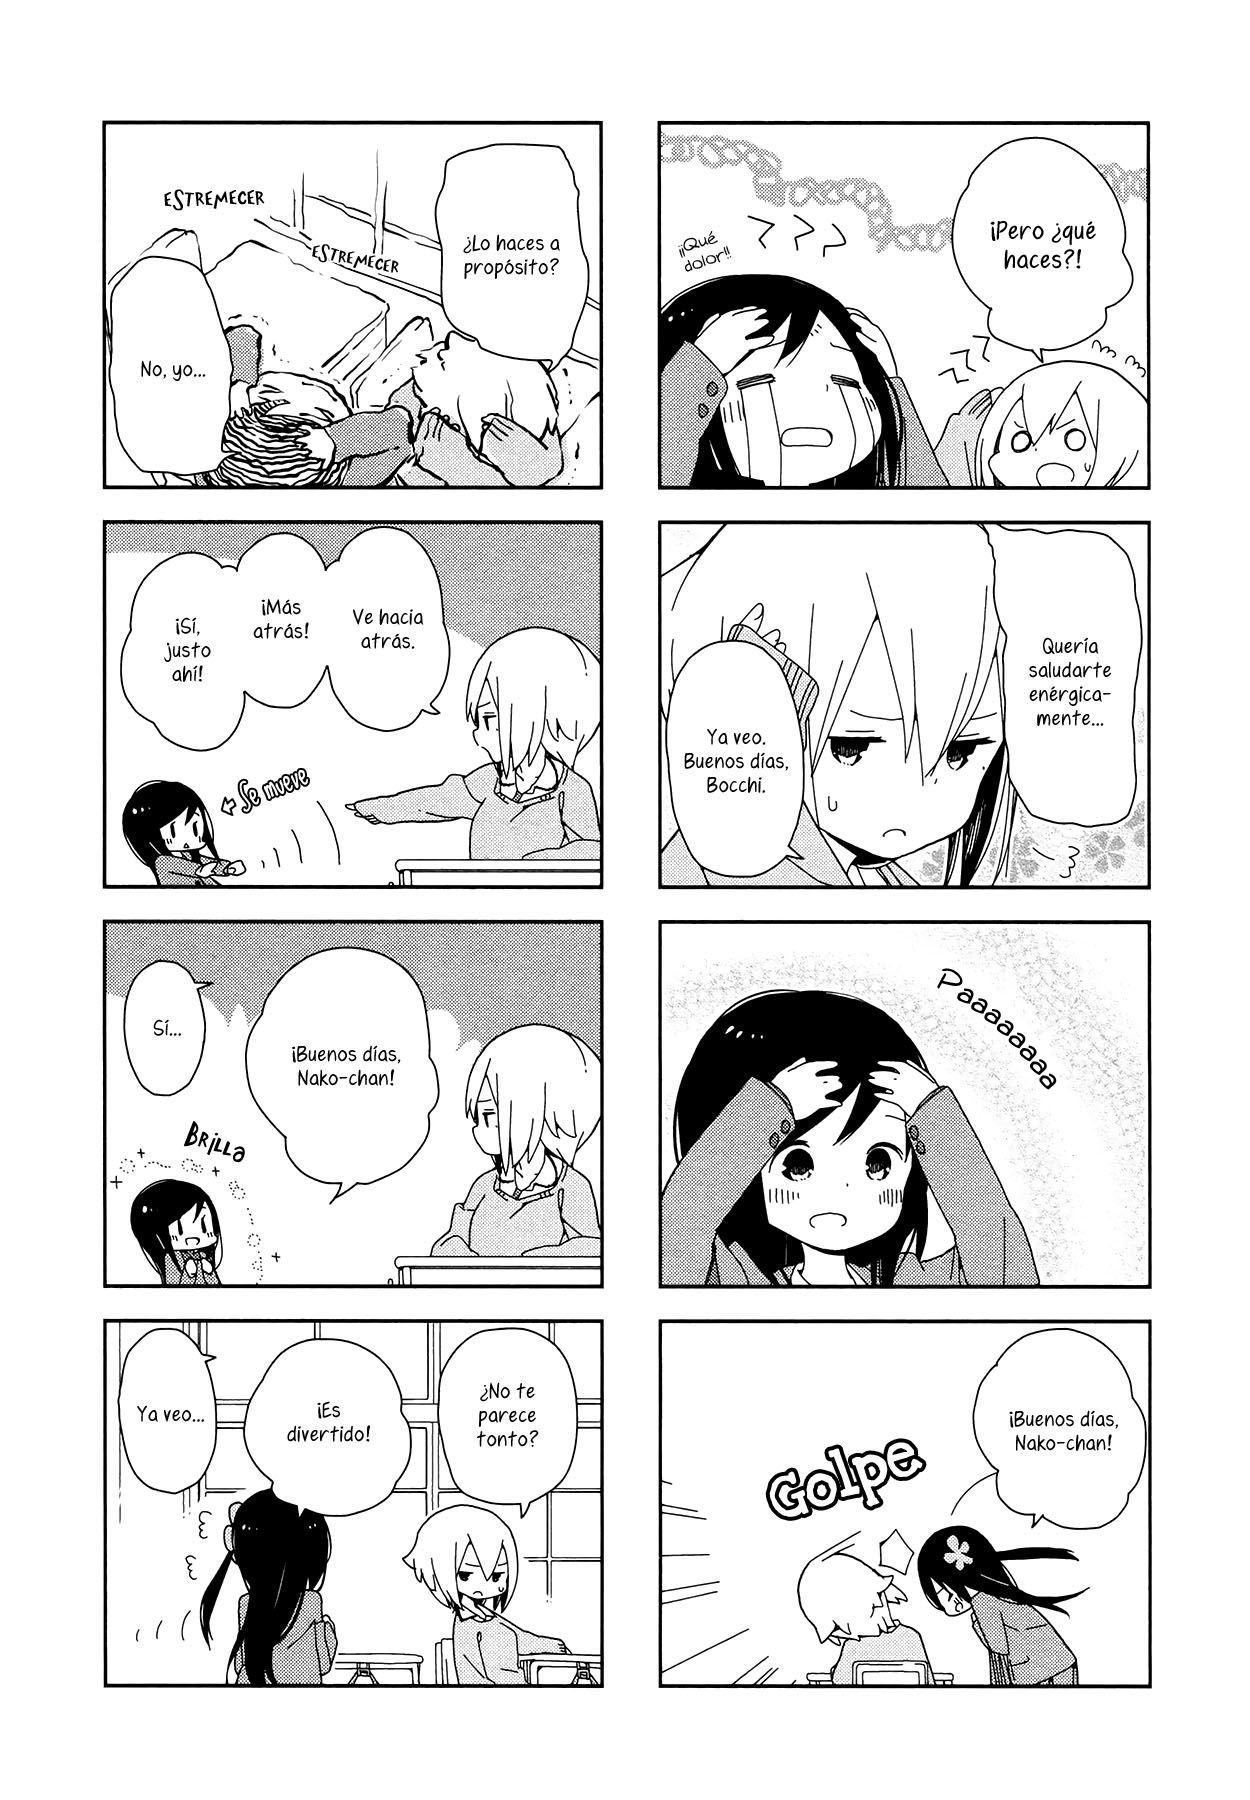 ¡Pero ¿qué
haces?!
¡¡Qué
dolor!!
Quería
saludarte
enérgica-
mente...
Ya veo.
Buenos días,
Bocchi.
Paaaaaaaa
¡Buenos días,
Nako-chan!
Golpe
¿Lo haces a
propósito?
ESTREMECER
ESTREMECER
No, yo...
Ve hacia
atrás.
¡Más
atrás!
¡Sí,
justo
ahí!
Se mueve
¡Buenos días,
Nako-chan!
Sí...
Brilla
¿No te
parece
tonto?
¡Es
divertido!
Ya veo...